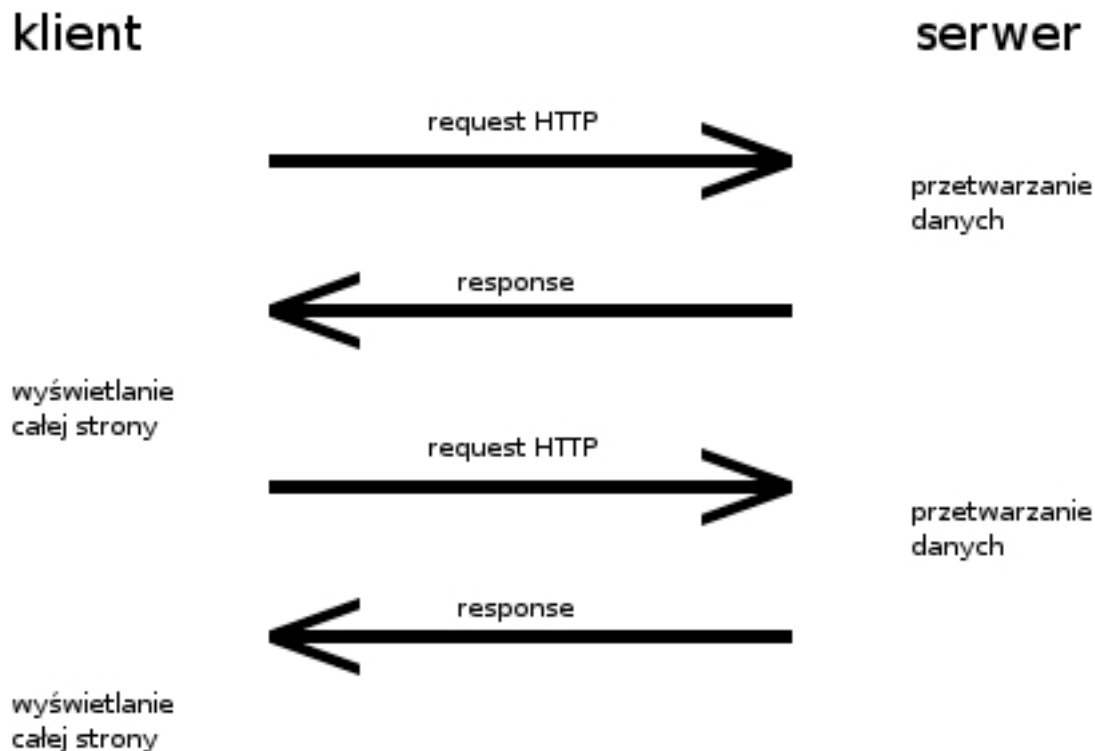 klient
serwer
request HTTP
przetwarzanie
danych
response
wyświetlanie
całej strony
request HTTP
przetwarzanie
danych
response
wyświetlanie
całej strony